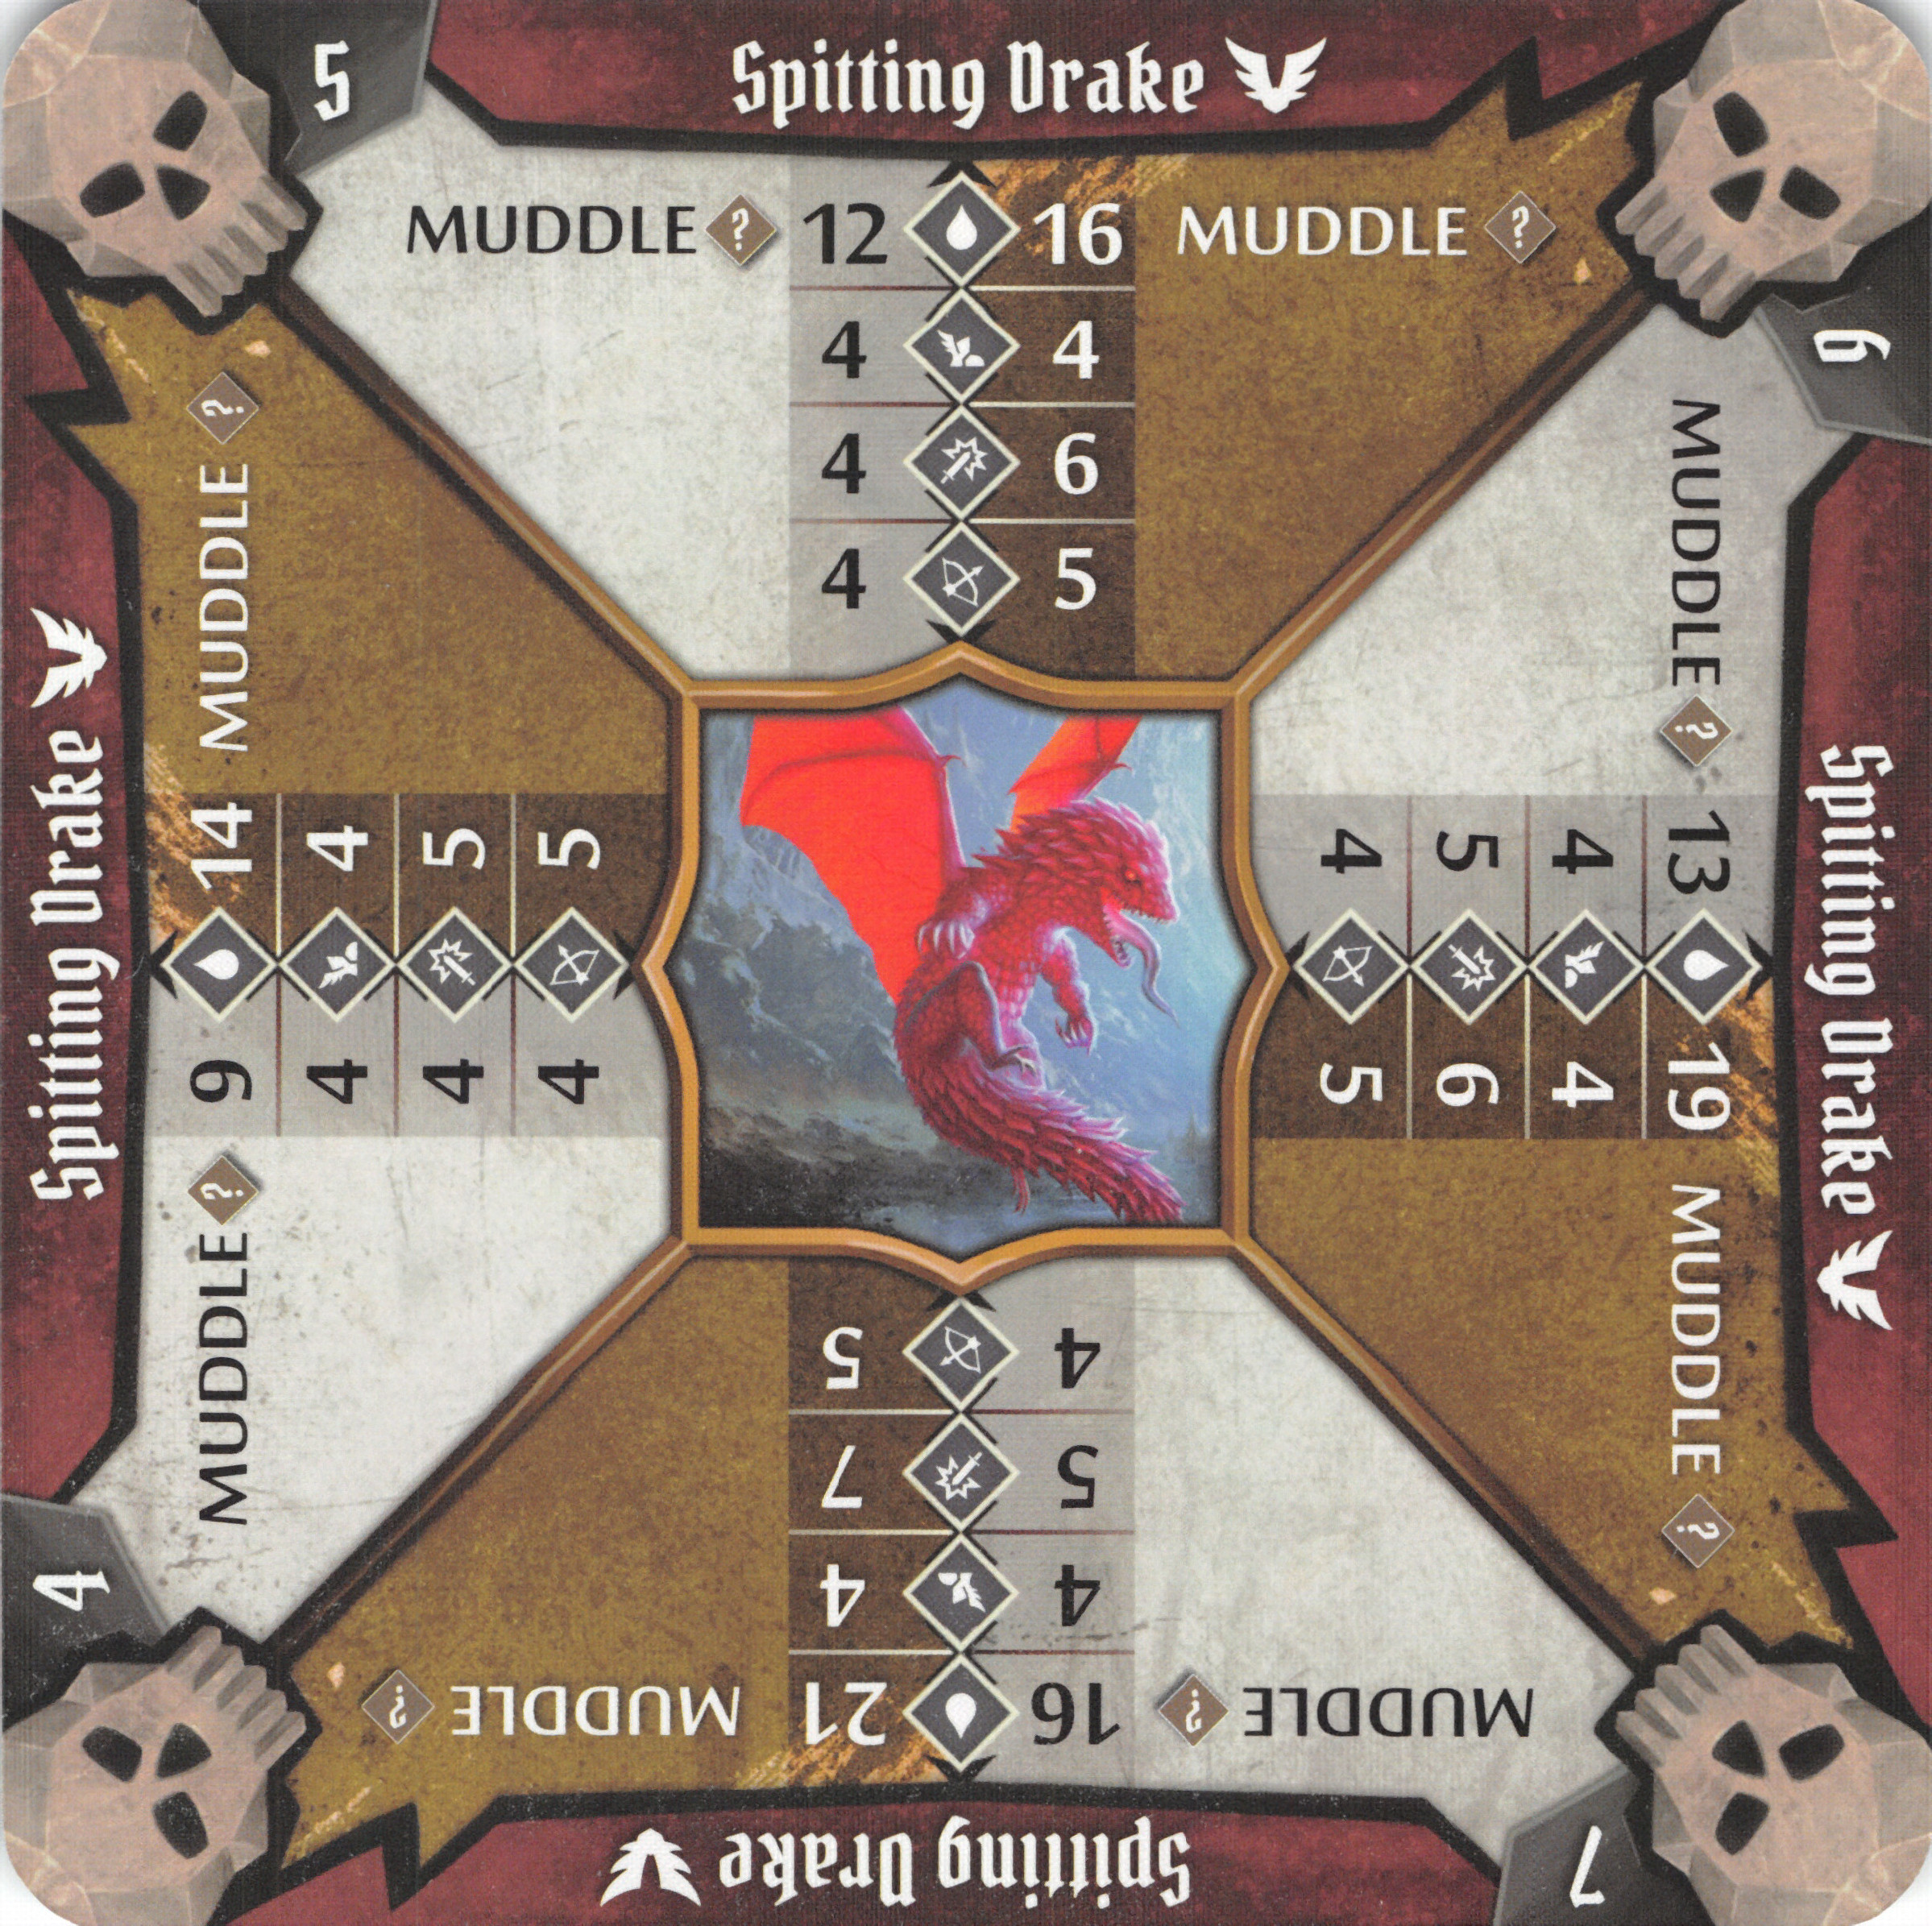 5
Spitting Drake
MUDDLE ? 12 16 MUDDLE ?
4 4
4 6
4 5
6
Spitting Drake
MUDDLE ? 13 19 MUDDLE ?
4 4
5 6
4 5
7
Spitting Drake
MUDDLE ? 16 21 MUDDLE ?
4 4
5 7
4 5
4
Spitting Drake
MUDDLE ? 9 14 MUDDLE ?
4 4
4 5
4 5